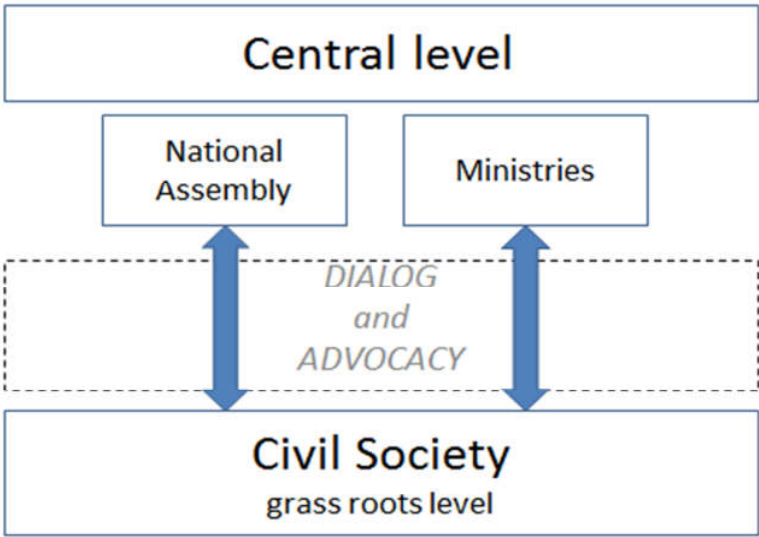 Central level
National
Assembly
Ministries
DIALOG
and
ADVOCACY
Civil Society
grass roots level